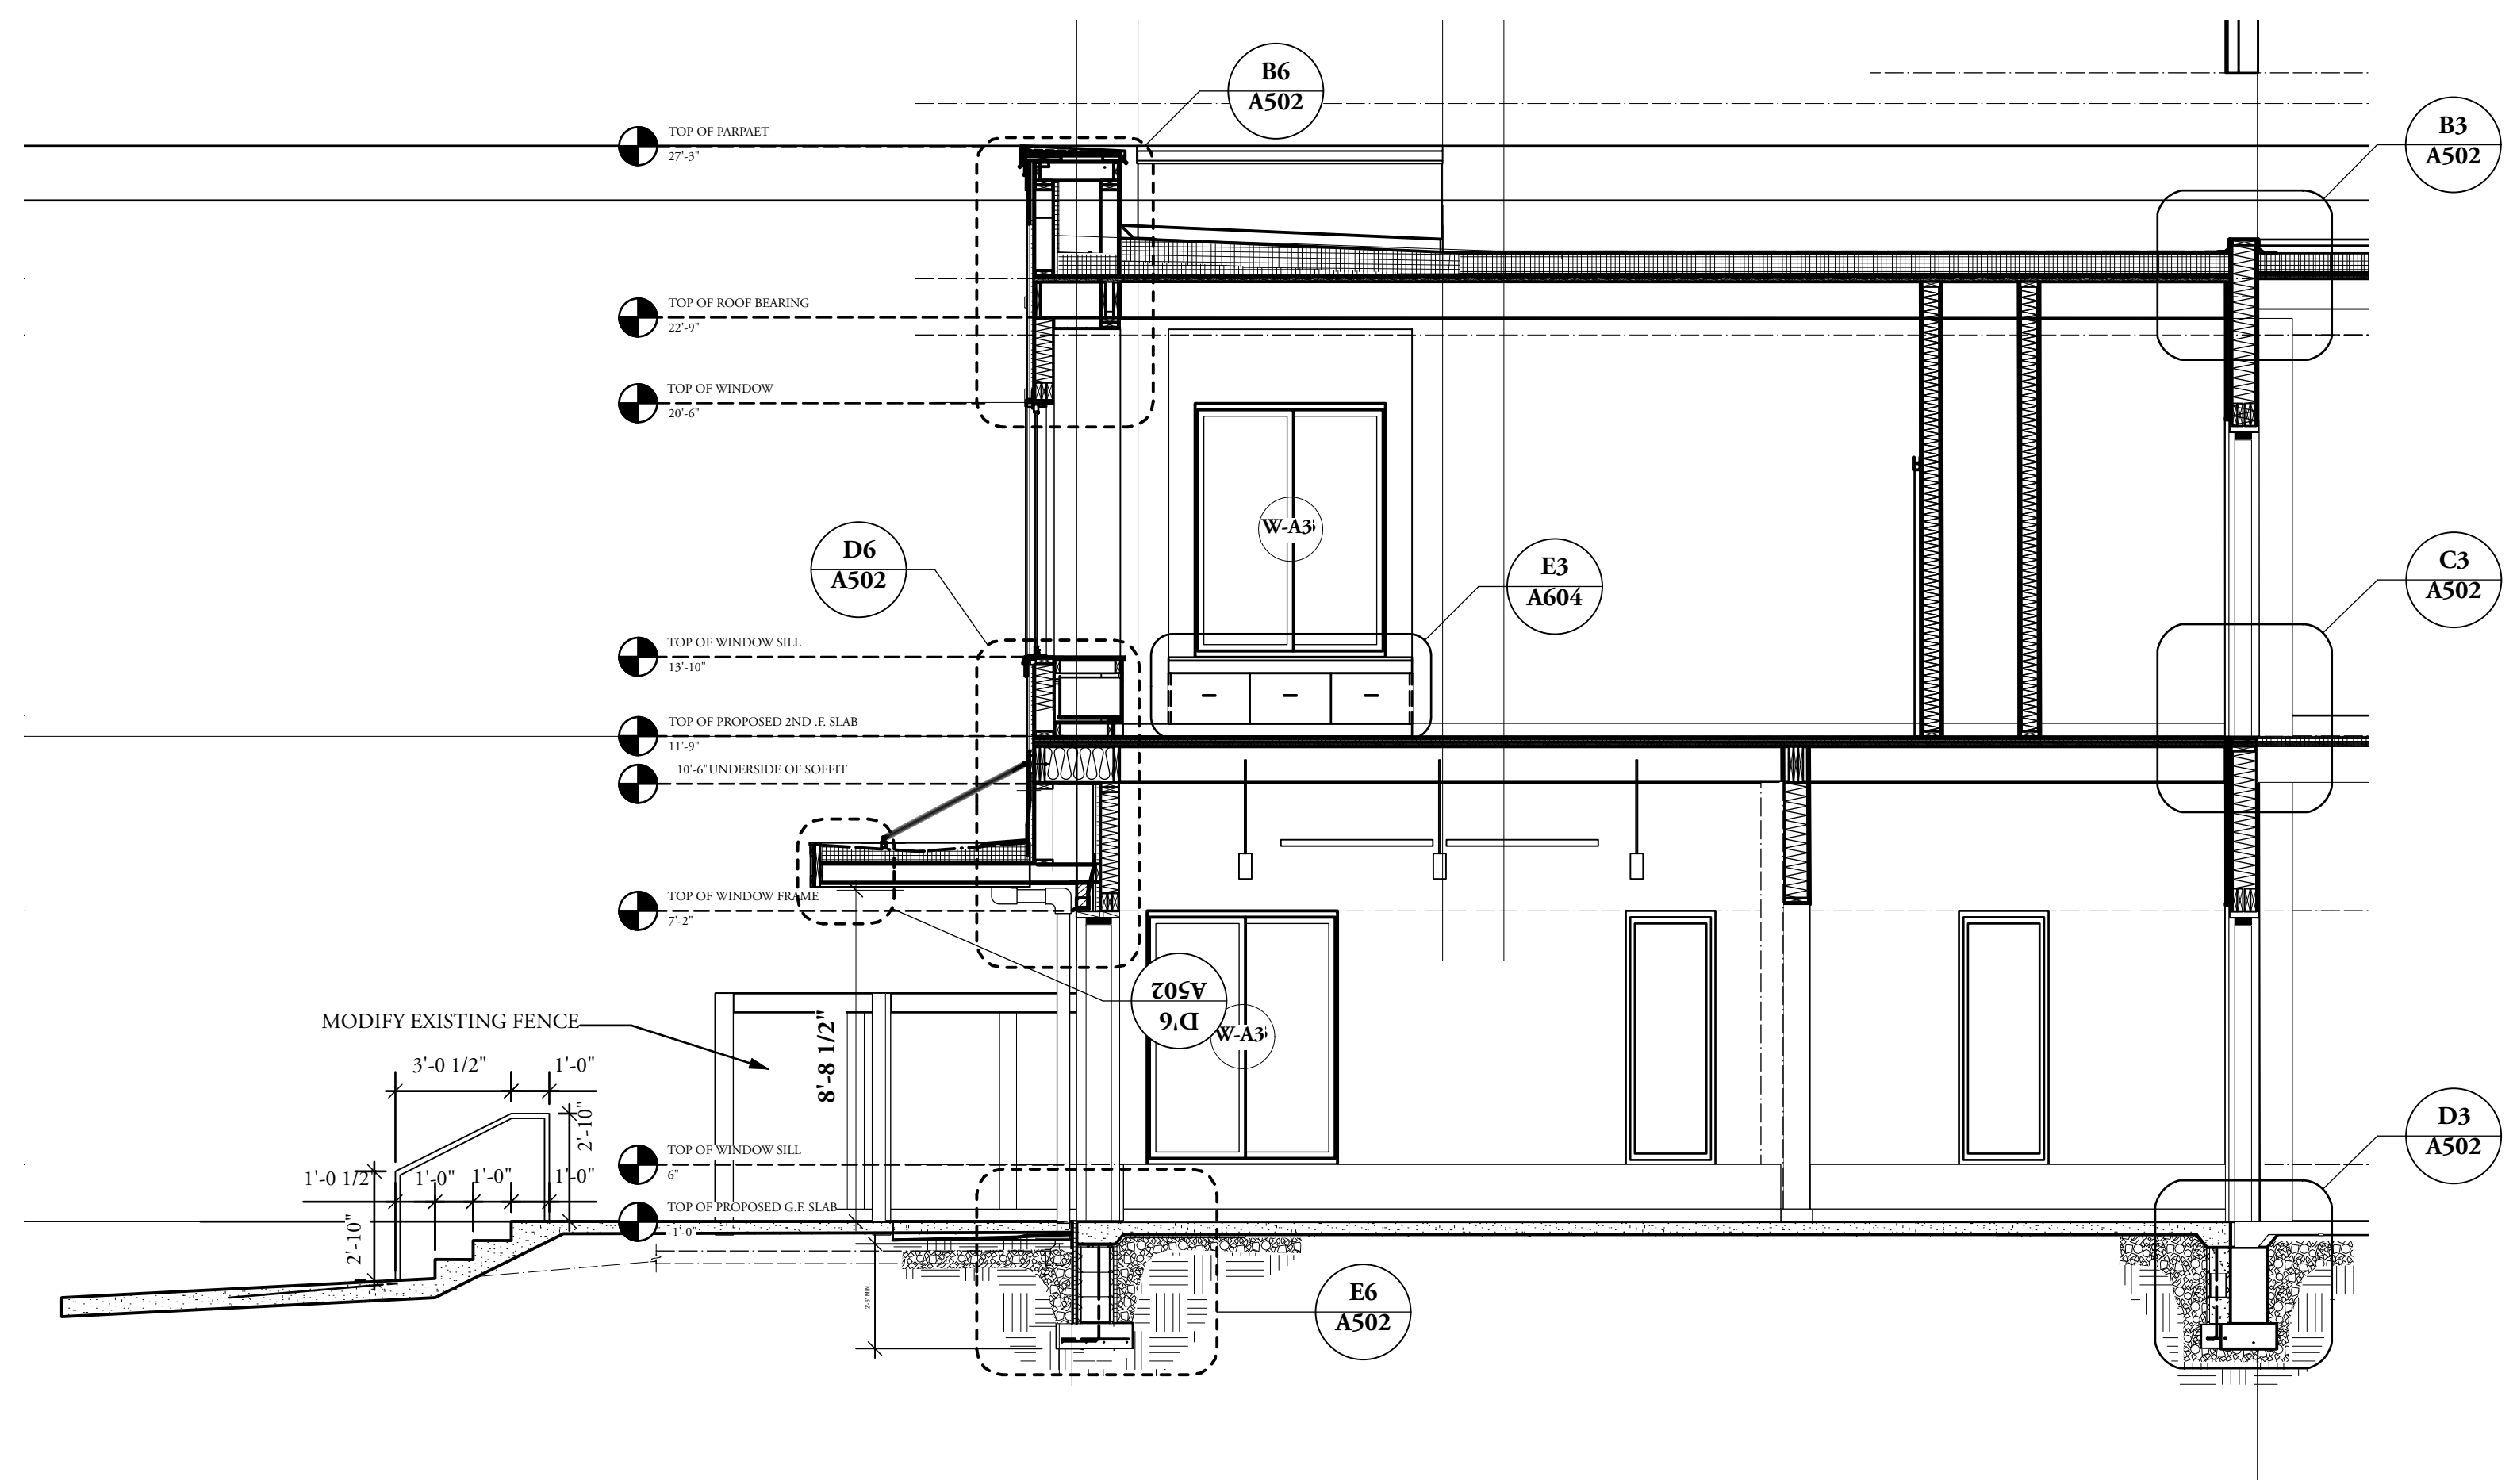 B6
A502
B3
A502
TOP OF PARPAET
27'-3"
TOP OF ROOF BEARING
22'-9"
TOP OF WINDOW
20'-6"
W-A3
D6
A502
E3
A604
C3
A502
TOP OF WINDOW SILL
13'-10"
TOP OF PROPOSED 2ND .F. SLAB
11'-9"
10'-6" UNDERSIDE OF SOFFIT
TOP OF WINDOW FRAME
7'-2"
D'6
A502
W-A3
MODIFY EXISTING FENCE
8'-8 1/2"
3'-0 1/2"
1'-0"
2'-10"
D3
A502
TOP OF WINDOW SILL
6"
1'-0 1/2"
1'-0"
1'-0"
1'-0"
TOP OF PROPOSED G.F. SLAB
-1'-0"
2'-10"
2'-6" MIN.
E6
A502